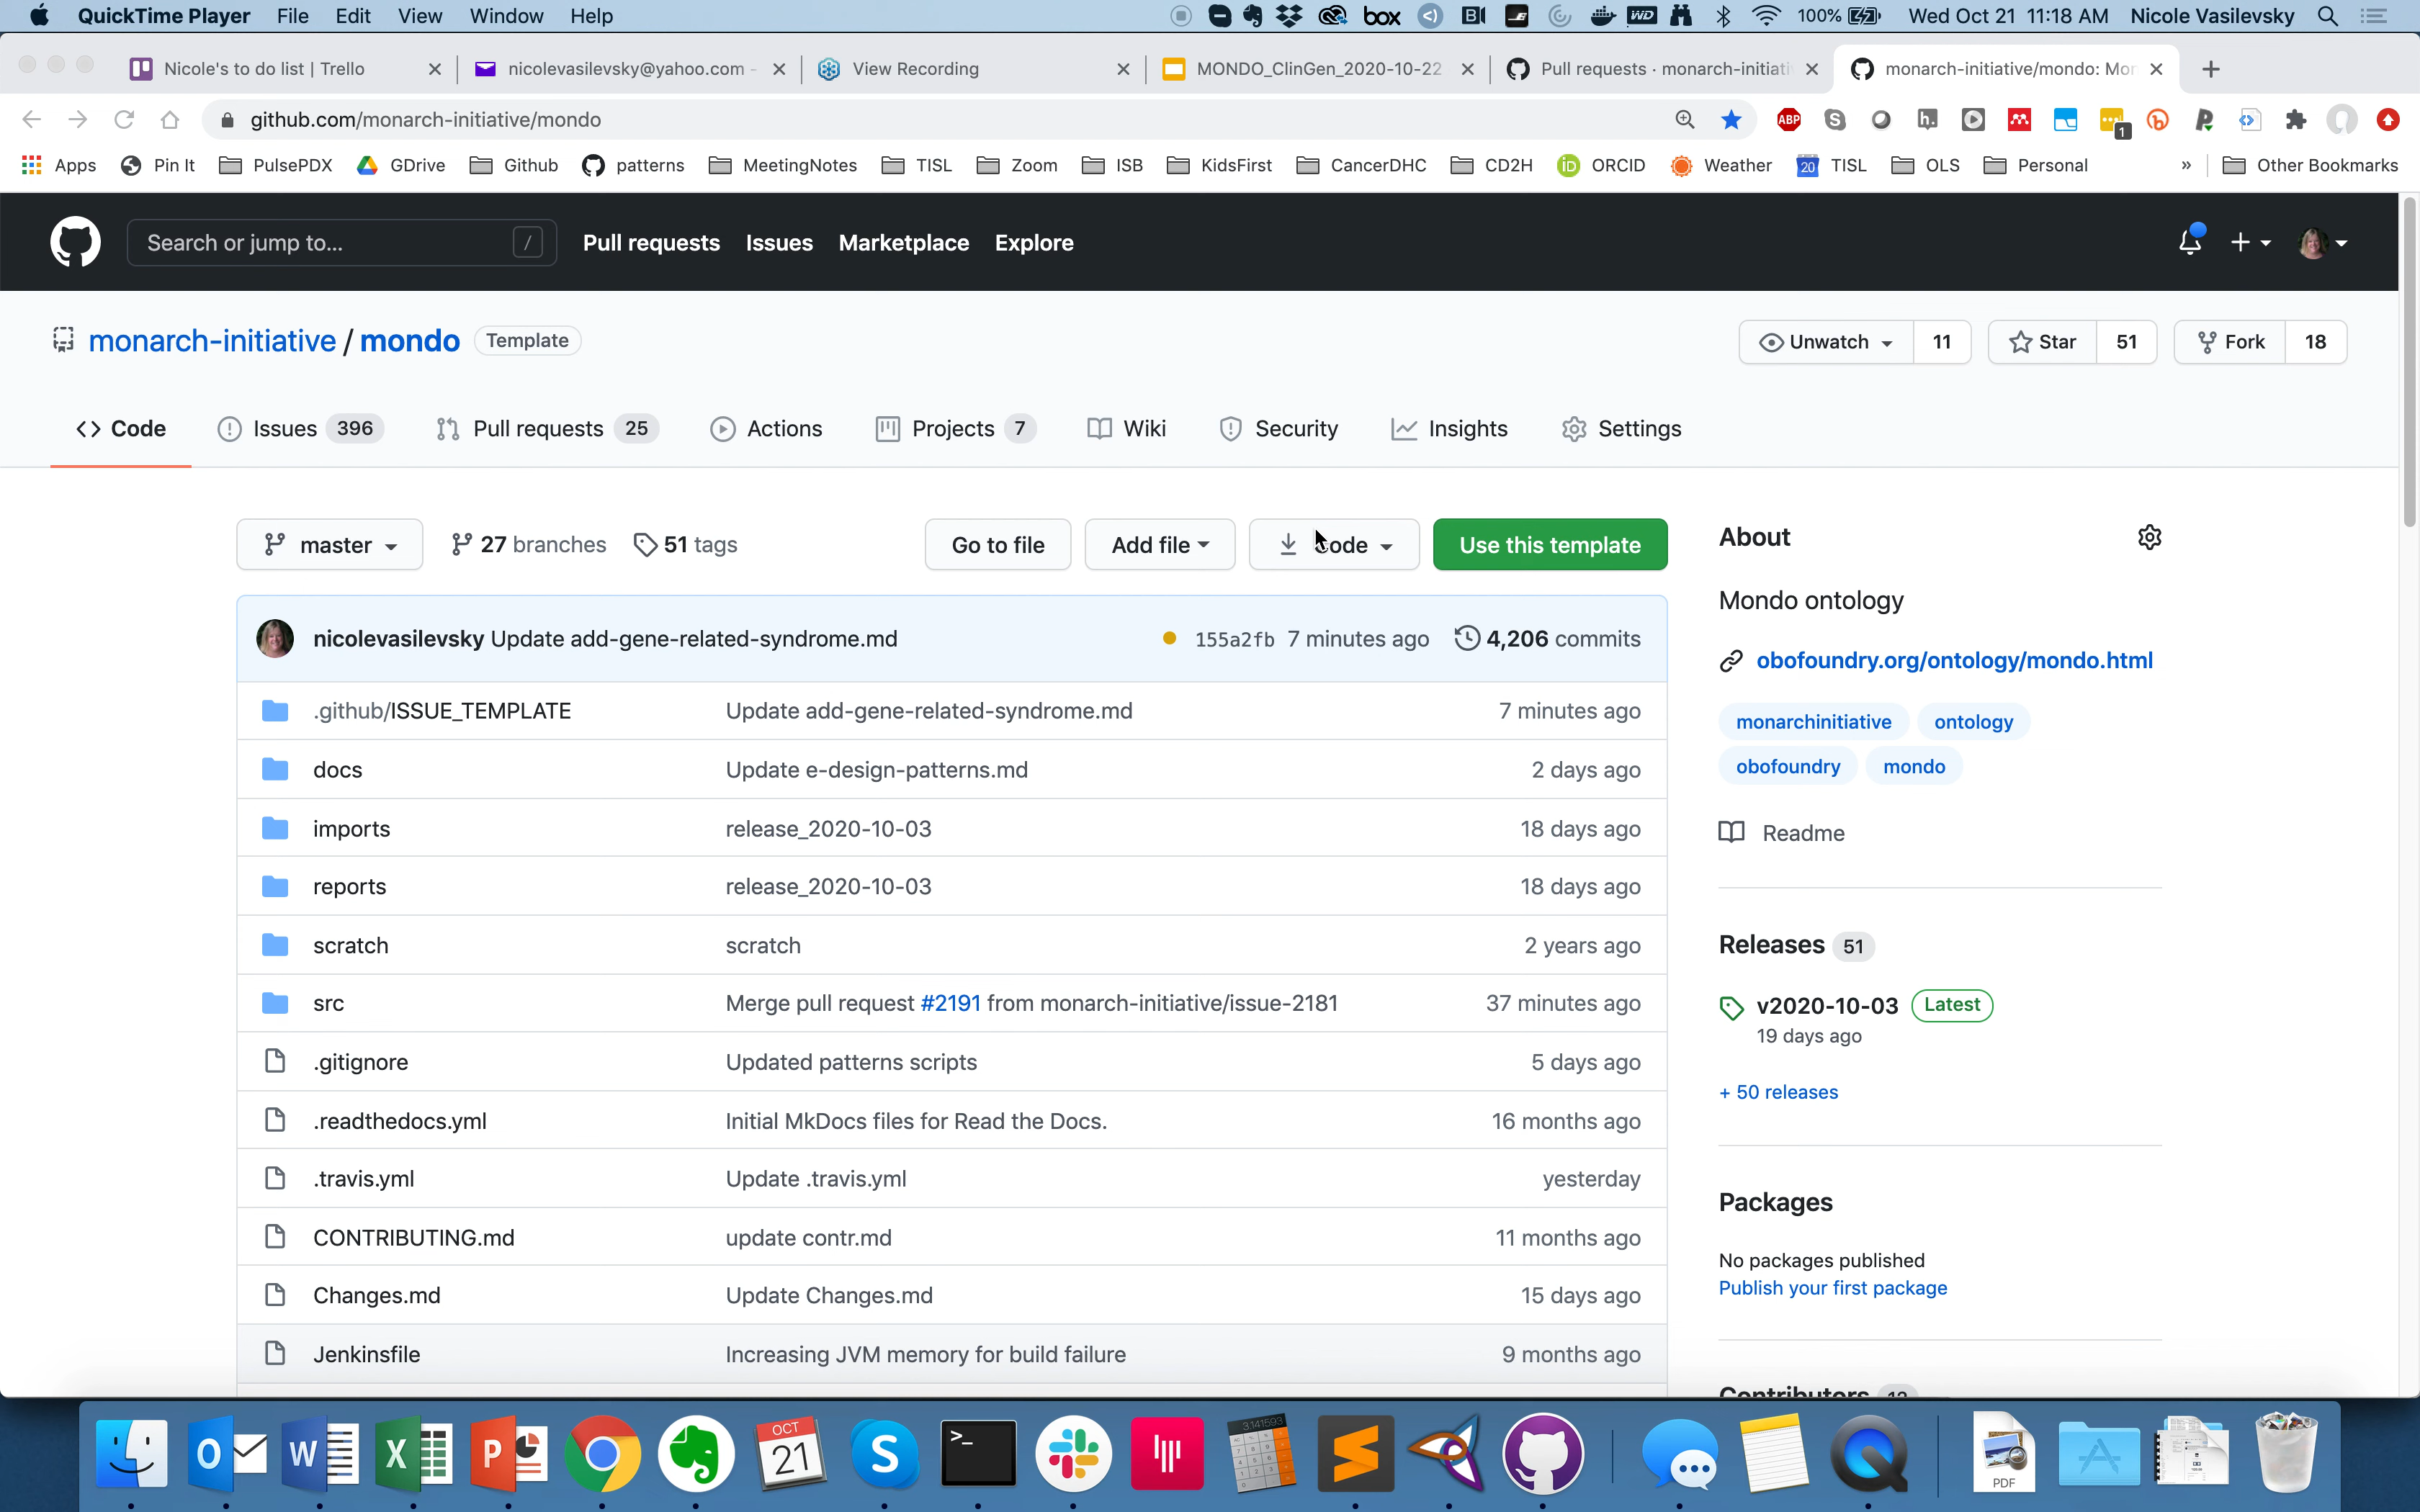 QuickTime Player File Edit View Window Help box 100% Wed Oct 21 11:18 AM Nicole Vasilevsky
Nicole's to do list | Trello nicolevasilevsky@yahoo.com - View Recording MONDO_ClinGen_2020-10-22 Pull requests · monarch-initiati monarch-initiative/mondo: Mon
github.com/monarch-initiative/mondo ABP h. 1
Apps Pin It PulsePDX GDrive Github patterns MeetingNotes TISL Zoom ISB KidsFirst CancerDHC CD2H iD ORCID Weather 20 TISL OLS Personal » Other Bookmarks
Search or jump to... / Pull requests Issues Marketplace Explore
monarch-initiative / mondo Template Unwatch 11 Star 51 Fork 18
Code Issues 396 Pull requests 25 Actions Projects 7 Wiki Security Insights Settings
master 27 branches 51 tags Go to file Add file Code Use this template
nicolevasilevsky Update add-gene-related-syndrome.md 155a2fb 7 minutes ago 4,206 commits
.github/ISSUE_TEMPLATE Update add-gene-related-syndrome.md 7 minutes ago
docs Update e-design-patterns.md 2 days ago
imports release_2020-10-03 18 days ago
reports release_2020-10-03 18 days ago
scratch scratch 2 years ago
src Merge pull request #2191 from monarch-initiative/issue-2181 37 minutes ago
.gitignore Updated patterns scripts 5 days ago
.readthedocs.yml Initial MkDocs files for Read the Docs. 16 months ago
.travis.yml Update .travis.yml yesterday
CONTRIBUTING.md update contr.md 11 months ago
Changes.md Update Changes.md 15 days ago
Jenkinsfile Increasing JVM memory for build failure 9 months ago
About
Mondo ontology
obofoundry.org/ontology/mondo.html
monarchinitiative ontology
obofoundry mondo
Readme
Releases 51
v2020-10-03 Latest
19 days ago
+ 50 releases
Packages
No packages published
Publish your first package
Contributors 12
OCT
21
3.141593
PDF